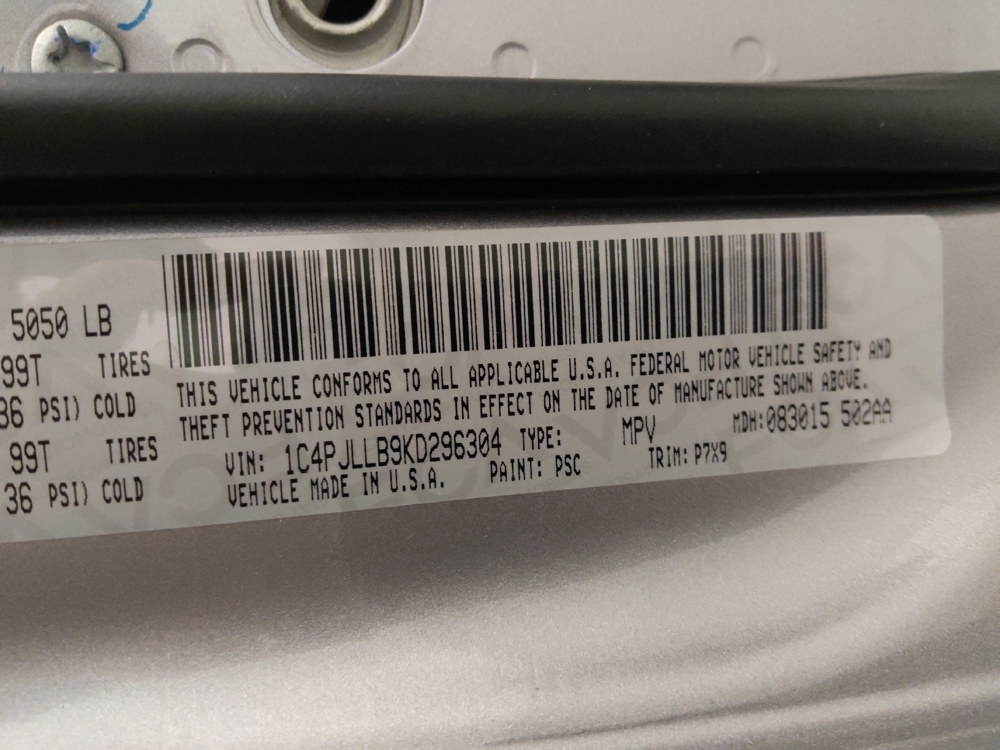 5050 LB
99T TIRES
36 PSI) COLD
99T TIRES
36 PSI) COLD
THIS VEHICLE CONFORMS TO ALL APPLICABLE U.S.A. FEDERAL MOTOR VEHICLE SAFETY AND
THEFT PREVENTION STANDARDS IN EFFECT ON THE DATE OF MANUFACTURE SHOWN ABOVE.
VIN: 1C4PJLLB9KD296304 TYPE: MPV MDH:083015 502AA
VEHICLE MADE IN U.S.A. PAINT: PSC TRIM: P7X9